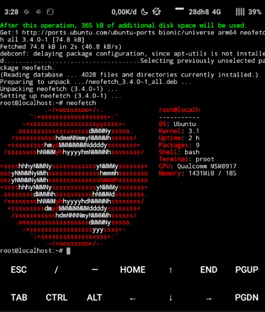 3:28
0,00K/s
28dh8 4G
39%
After this operation, 365 kB of additional disk space will be used.
Get:1 http://ports.ubuntu.com/ubuntu-ports bionic/universe arm64 neofetc
h all 3.4.0-1 [74.8 kB]
Fetched 74.8 kB in 2s (46.8 kB/s)
debconf: delaying package configuration, since apt-utils is not installe
d.
Selecting previously unselected pa
ckage neofetch.
(Reading database ... 4028 files and directories currently installed.)
Preparing to unpack .../neofetch_3.4.0-1_all.deb ...
Unpacking neofetch (3.4.0-1) ...
Setting up neofetch (3.4.0-1) ...
root@localhost:~# neofetch
root@localh
-----------
OS: Ubuntu
Kernel: 3.1
Uptime: 2 h
Packages: 9
Shell: bash
Terminal: proot
CPU: Qualcomm MSM8917
Memory: 1431MiB / 18S
root@localhost:~#
ESC / — HOME ↑ END PGUP
TAB CTRL ALT ← ↓ → PGDN